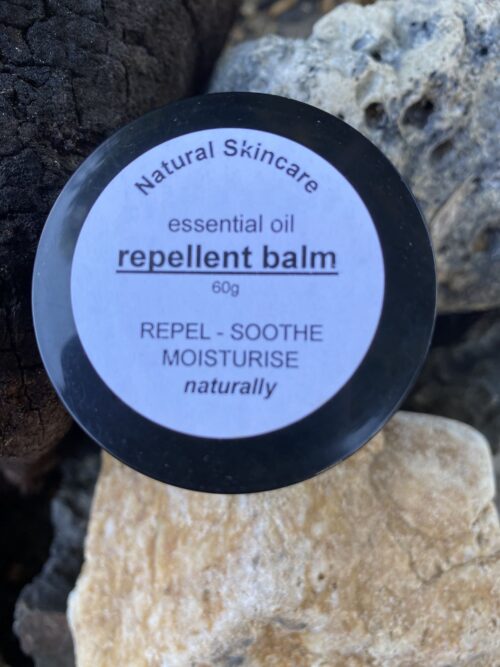 Natural Skincare
essential oil
repellent balm
60g
REPEL - SOOTHE
MOISTURISE
naturally